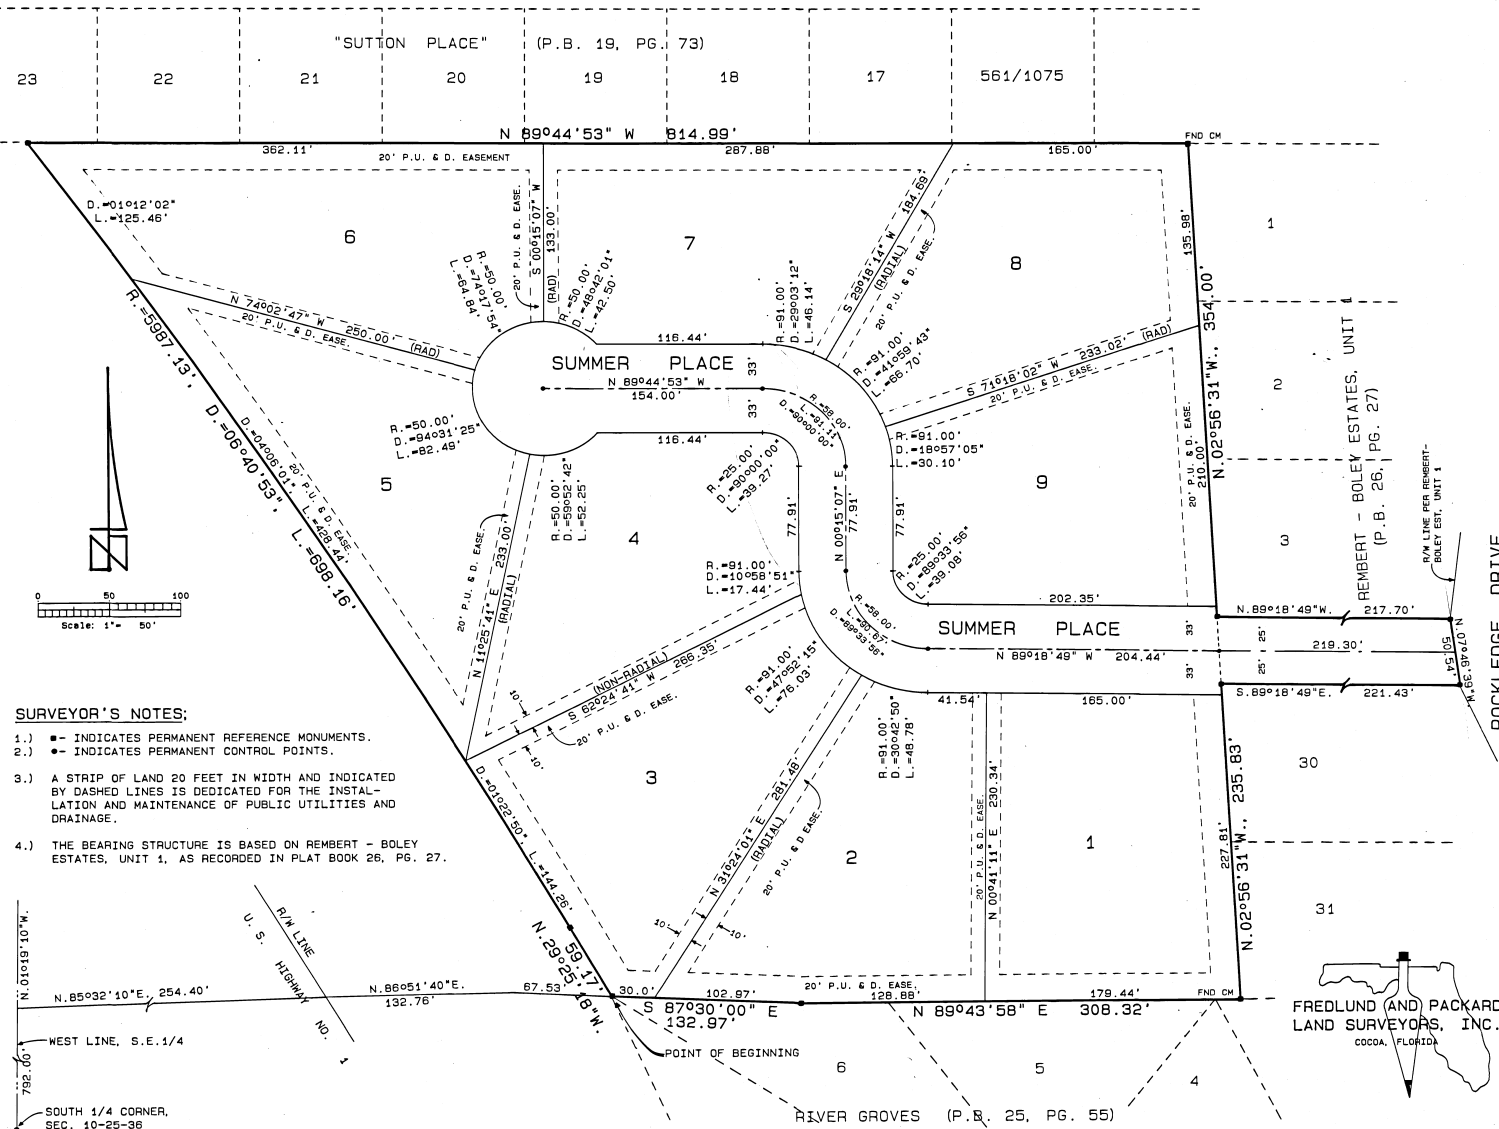 "SUTTON PLACE" (P.B. 19, PG. 73)
23 22 21 20 19 18 17 561/1075
N 89°44'53" W 814.99'
FND CM
362.11' 20' P.U. & D. EASEMENT 287.88' 165.00'
D.=01°12'02"
L.=125.46'
6
20' P.U. & D. EASE.
S 00°15'07" W
133.00'
(RAD)
7
S 29°18'14" W 184.69'
(RADIAL)
20' P.U. & D. EASE.
8
135.98'
1
R.=50.00'
D.=74°17'54"
L.=64.84'
R.=50.00'
D.=48°42'01"
L.=42.50'
R.=91.00'
D.=29°03'12"
L.=46.14'
R.=91.00'
D.=41°59'43"
L.=66.70'
N 74°02'47" W 250.00' (RAD)
20' P.U. & D. EASE.
116.44'
SUMMER PLACE
N 89°44'53" W
154.00'
33'
33'
116.44'
R.=58.00'
L.=91.11
D.=90°00'00"
S 71°18'02" W 233.02' (RAD)
20' P.U. & D. EASE.
N.02°56'31"W., 354.00'
20' P.U. & D. EASE.
210.00'
2
REMBERT - BOLEY ESTATES, UNIT 1
(P.B. 26, PG. 27)
R/W LINE PER REMBERT-
BOLEY EST, UNIT 1
R.=5987.13', D.=06°40'53", L.=698.16'
D.=04°06'01", L.=428.44'
20' P.U. & D. EASE.
5
R.=50.00'
D.=94°31'25"
L.=82.49'
R.=50.00'
D.=59°52'42"
L.=52.25'
R.=25.00'
D.=90°00'00"
L.=39.27'
R.=91.00'
D.=18°57'05"
L.=30.10'
9
4
20' P.U. & D. EASE.
N 11°25'41" E 233.00'
(RADIAL)
77.91'
N 00°15'07" E
77.91'
77.91'
R.=25.00'
D.=89°33'56"
L.=39.08'
3
R.=91.00'
D.=10°58'51"
L.=17.44'
R.=58.00'
L.=90.67'
D.=89°33'56"
202.35'
N.89°18'49"W. 217.70'
SUMMER PLACE
33'
33'
25'
25'
N 89°18'49" W 204.44'
219.30'
N.07°46'39"W.
50.54'
ROCKLEDGE DRIVE
S.89°18'49"E. 221.43'
0 50 100
Scale: 1"= 50'
(NON-RADIAL)
S 62°24'41" W 266.35'
20' P.U. & D. EASE.
10'
10'
R.=91.00'
D.=47°52'15"
L.=76.03'
41.54'
165.00'
R.=91.00'
D.=30°42'50"
L.=48.78'
SURVEYOR'S NOTES;
1.) ■- INDICATES PERMANENT REFERENCE MONUMENTS.
2.) ●- INDICATES PERMANENT CONTROL POINTS.
3.) A STRIP OF LAND 20 FEET IN WIDTH AND INDICATED
BY DASHED LINES IS DEDICATED FOR THE INSTAL-
LATION AND MAINTENANCE OF PUBLIC UTILITIES AND
DRAINAGE.
4.) THE BEARING STRUCTURE IS BASED ON REMBERT - BOLEY
ESTATES, UNIT 1, AS RECORDED IN PLAT BOOK 26, PG. 27.
D.=01°22'50", L.=144.26'
3
N 31°24'01" E 281.48'
(RADIAL)
20' P.U. & D EASE.
10'
10'
2
20' P.U. & D. EASE.
N 00°41'11" E 230.34'
1
227.81'
N.02°56'31"W., 235.83'
30
31
59.17'
N.29°25'18"W.
N.01°19'10"W.
R/W LINE
U. S. HIGHWAY NO. 1
N.85°32'10"E. 254.40'
N.86°51'40"E.
132.76'
67.53'
30.0' 102.97' 20' P.U. & D. EASE. 128.88' 179.44' FND CM
S 87°30'00" E
132.97'
N 89°43'58" E 308.32'
POINT OF BEGINNING
WEST LINE, S.E.1/4
792.00'
SOUTH 1/4 CORNER,
SEC. 10-25-36
6 5 4
RIVER GROVES (P.B. 25, PG. 55)
FREDLUND AND PACKARD
LAND SURVEYORS, INC.
COCOA, FLORIDA